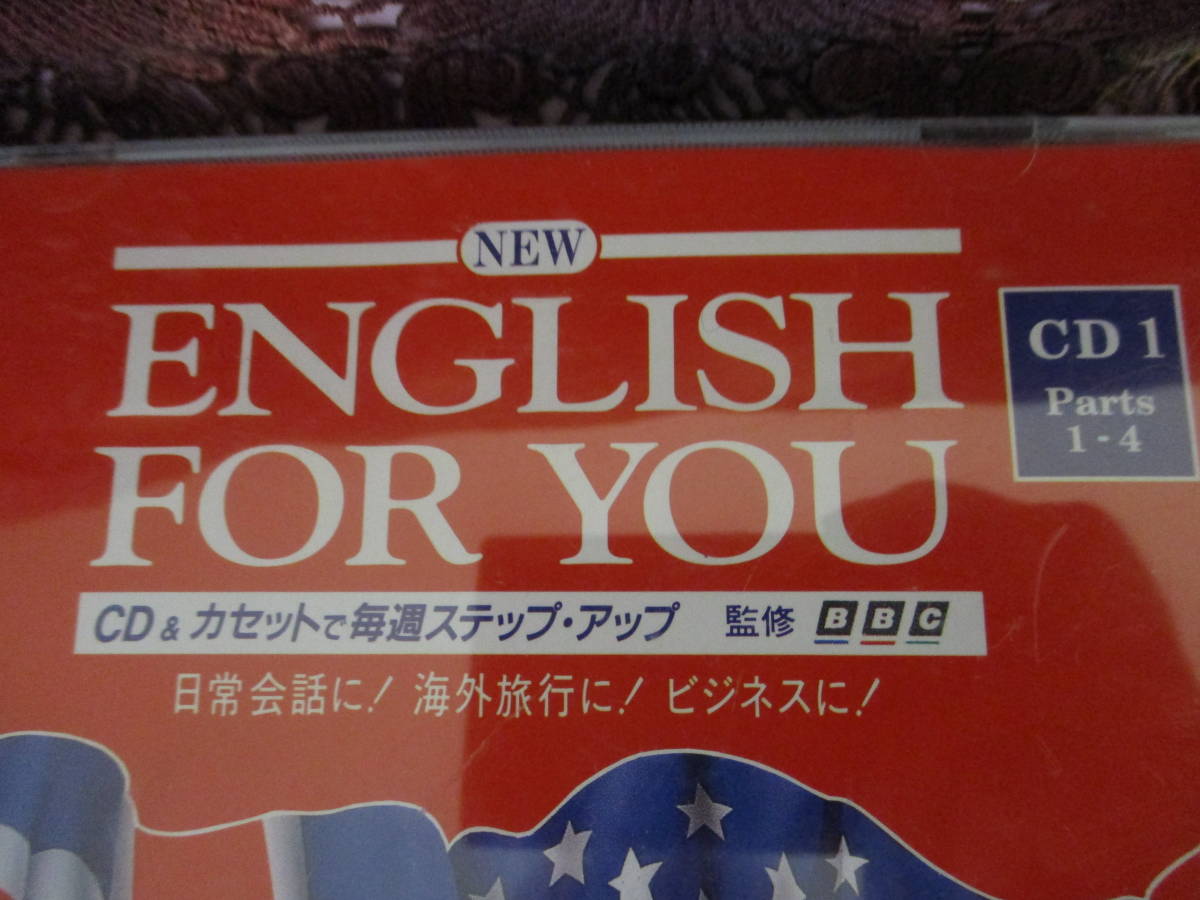 NEW
ENGLISH
FOR YOU
CD 1
Parts
1-4
CD & カセットで毎週ステップ・アップ 監修 BBC
日常会話に! 海外旅行に! ビジネスに!